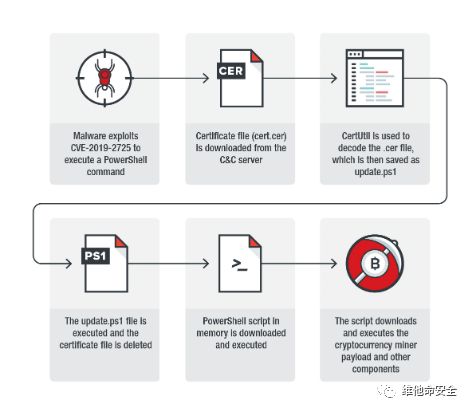 CER
Malware exploits
CVE-2019-2725 to
execute a PowerShell
command
Certificate file (cert.cer)
is downloaded from the
C&C server
CertUtil is used to
decode the .cer file,
which is then saved as
update.ps1
PS1
>_
The update.ps1 file is
executed and the
certificate file is deleted
PowerShell script in
memory is downloaded
and executed
The script downloads
and executes the
cryptocurrency miner
payload and other
components
维他命安全